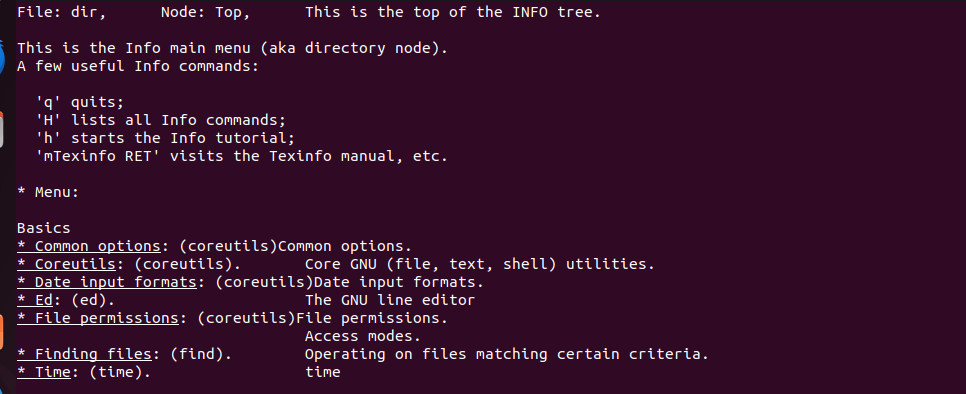 File: dir,      Node: Top,      This is the top of the INFO tree.
This is the Info main menu (aka directory node).
A few useful Info commands:
'q' quits;
'H' lists all Info commands;
'h' starts the Info tutorial;
'mTexinfo RET' visits the Texinfo manual, etc.
* Menu:
Basics
* Common options: (coreutils)Common options.
* Coreutils: (coreutils).       Core GNU (file, text, shell) utilities.
* Date input formats: (coreutils)Date input formats.
* Ed: (ed).                     The GNU line editor
* File permissions: (coreutils)File permissions.
                                Access modes.
* Finding files: (find).        Operating on files matching certain criteria.
* Time: (time).                 time